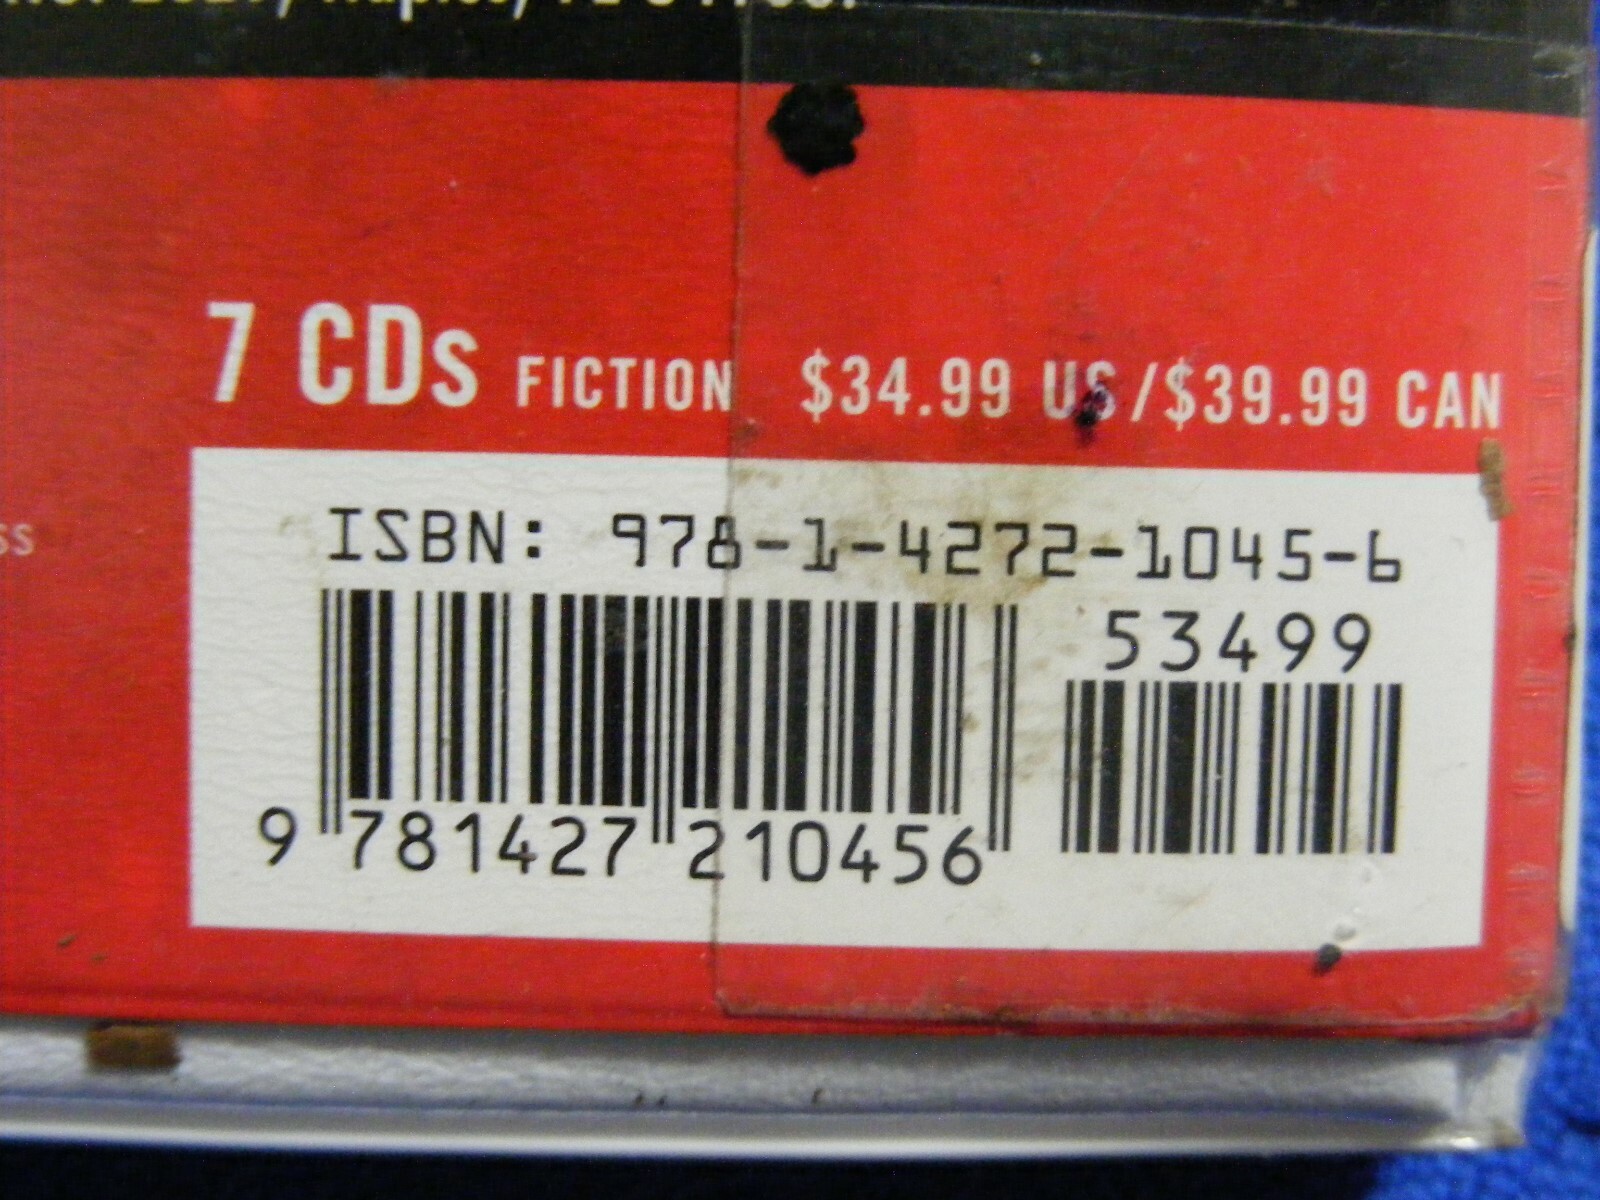 7 CDs FICTION $34.99 US/$39.99 CAN
ISBN: 978-1-4272-1045-6
53499
9 781427 210456